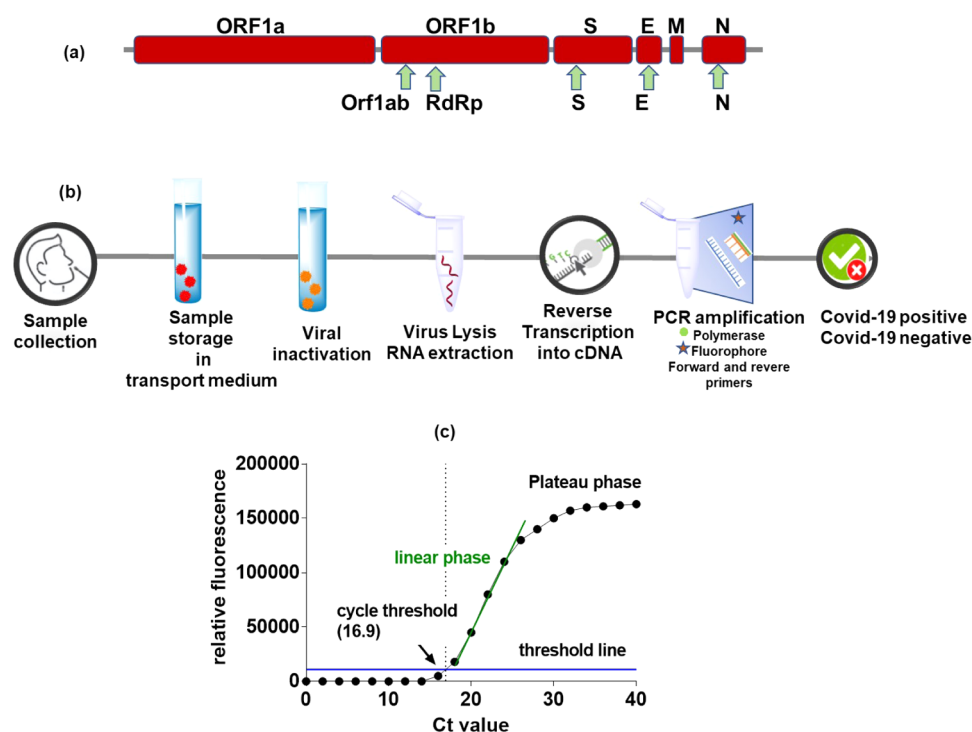 ORF1a ORF1b S E M N
(a)
Orf1ab RdRp S E N
(b)
Sample
collection
Sample
storage
in
transport medium
Viral
inactivation
Virus Lysis
RNA extraction
Reverse
Transcription
into cDNA
PCR amplification
Polymerase
Fluorophore
Forward and revere
primers
Covid-19 positive
Covid-19 negative
(c)
relative fluorescence
200000
150000
100000
50000
0
Plateau phase
linear phase
cycle threshold
(16.9)
threshold line
0 10 20 30 40
Ct value